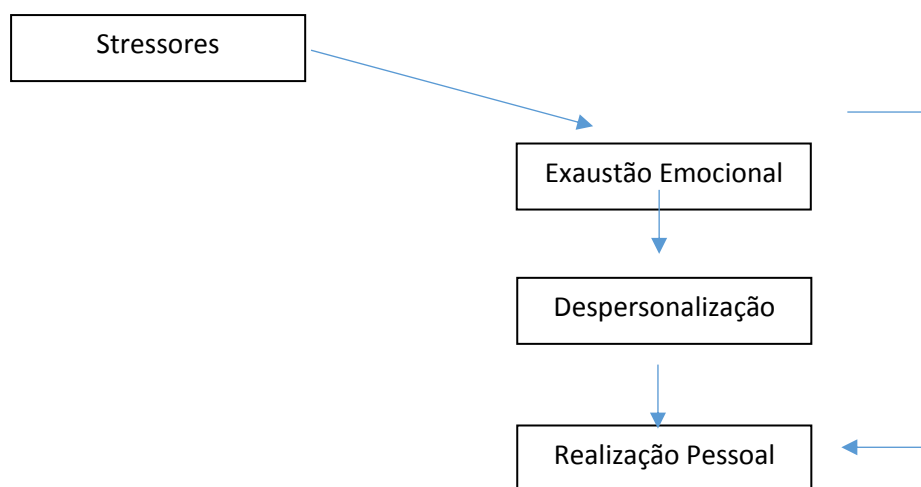 Stressores
Exaustão Emocional
Despersonalização
Realização Pessoal